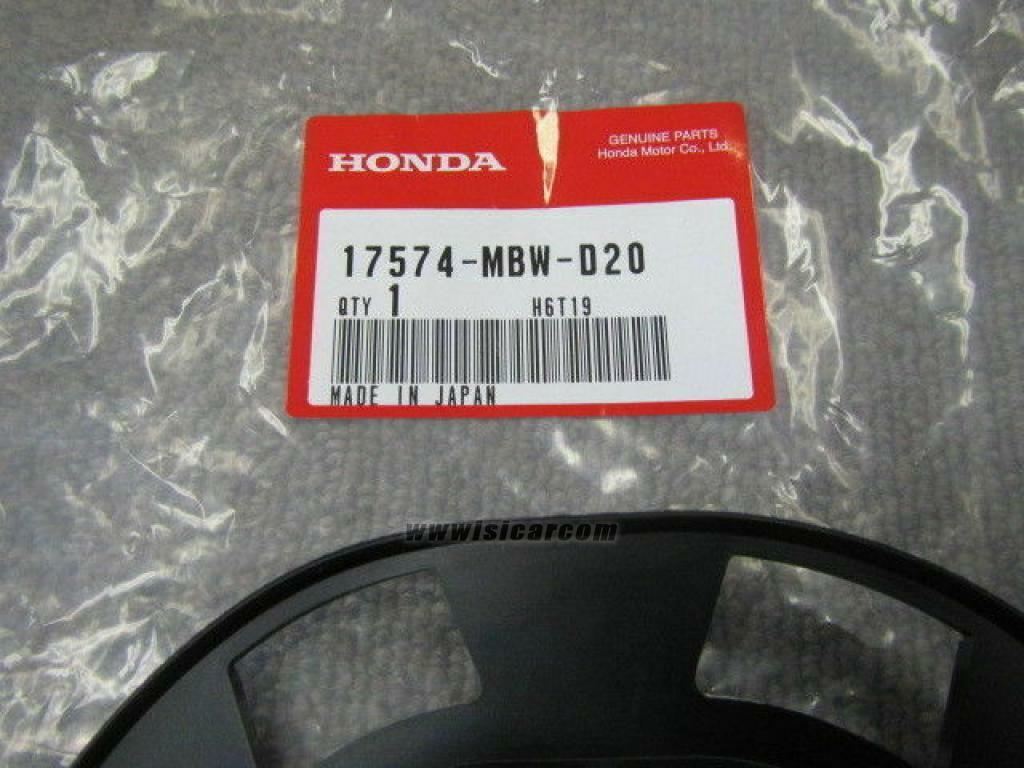 HONDA
GENUINE PARTS
Honda Motor Co., Ltd.
17574-MBW-D20
QTY 1 H6T19
MADE IN JAPAN
wwwisicarcom